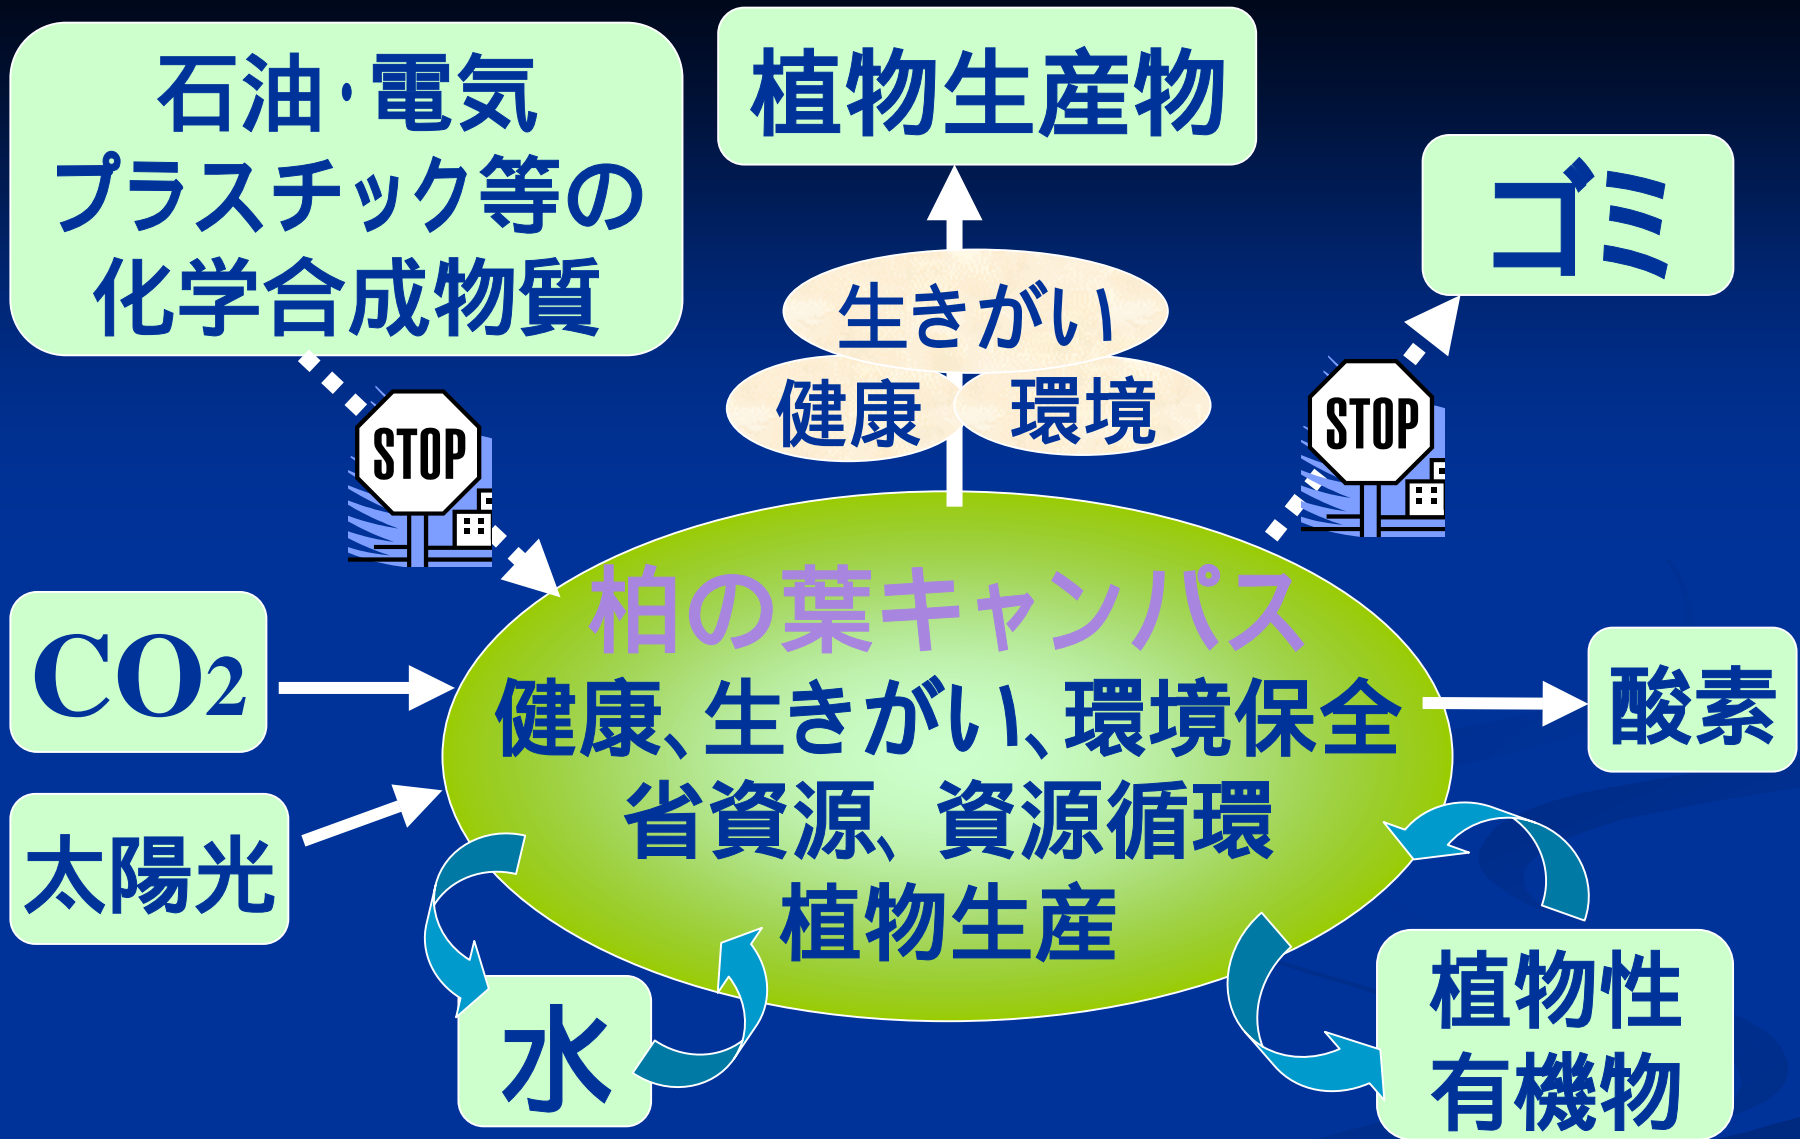 石油・電気
プラスチック等の
化学合成物質
植物生産物
ゴミ
生きがい
健康
環境
STOP
STOP
柏の葉キャンパス
健康、生きがい、環境保全
省資源、資源循環
植物生産
CO₂
太陽光
酸素
水
植物性
有機物